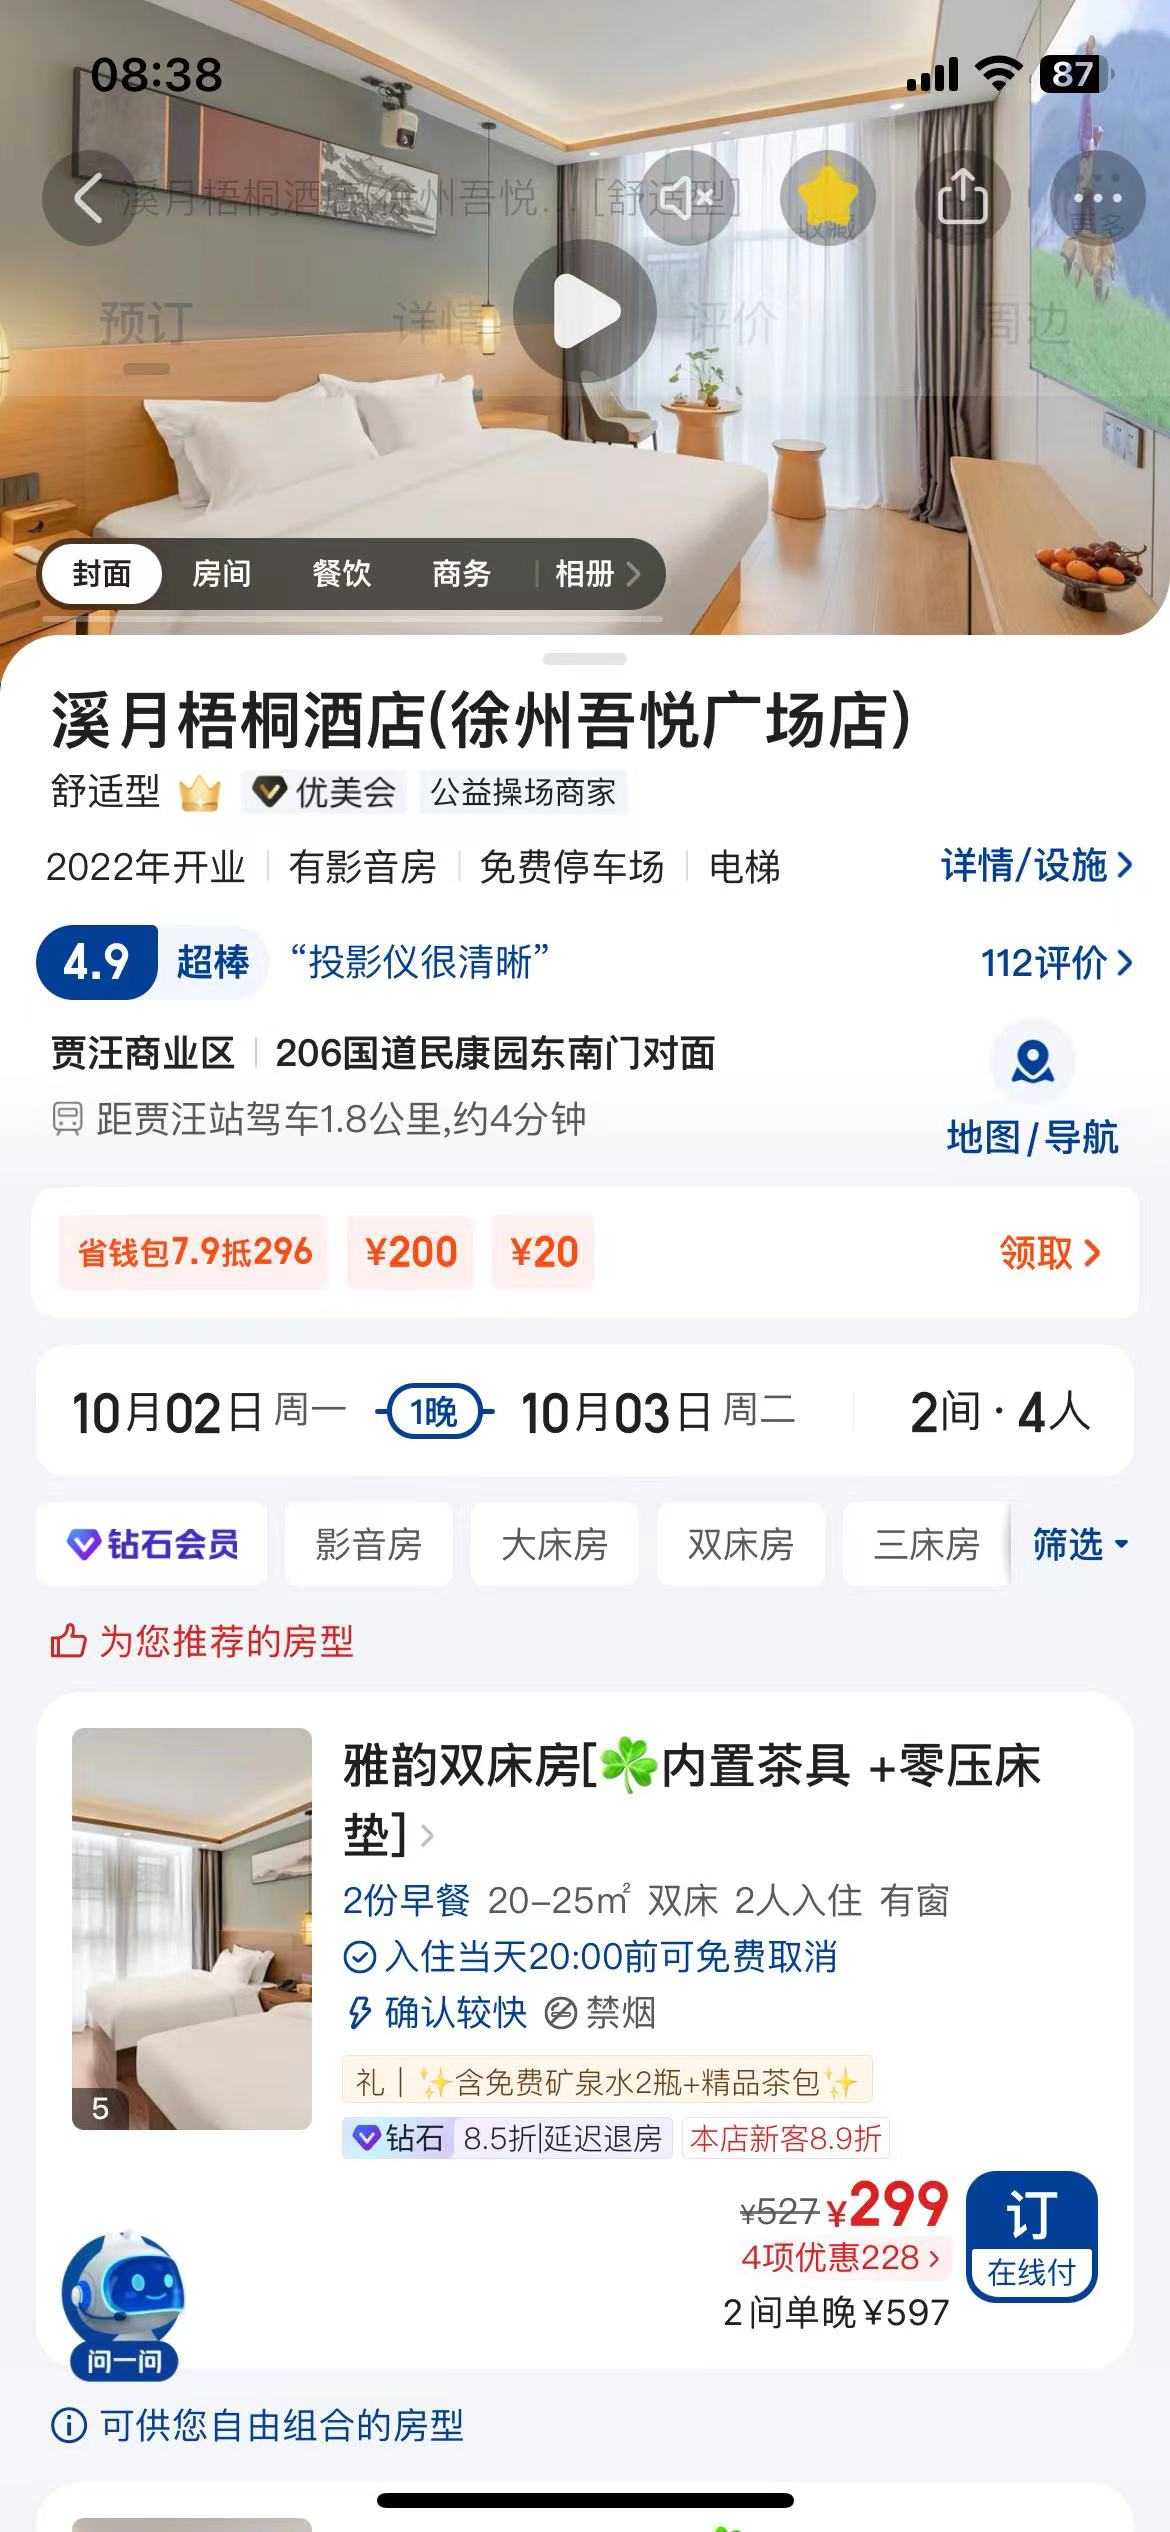 08:38
87
溪月梧桐酒店(徐州吾悦... [舒适型]
收藏
更多
预订
详情
评价
周边
封面
房间
餐饮
商务
相册
溪月梧桐酒店(徐州吾悦广场店)
舒适型
优美会
公益操场商家
2022年开业
有影音房
免费停车场
电梯
详情/设施
4.9
超棒
“投影仪很清晰”
112评价
贾汪商业区
206国道民康园东南门对面
距贾汪站驾车1.8公里,约4分钟
地图/导航
省钱包7.9抵296
¥200
¥20
领取
10月02日 周一
1晚
10月03日 周二
2间·4人
钻石会员
影音房
大床房
双床房
三床房
筛选
为您推荐的房型
雅韵双床房[☘️内置茶具 +零压床
垫]
2份早餐 20-25㎡ 双床 2人入住 有窗
入住当天20:00前可免费取消
确认较快
禁烟
礼 | ✨含免费矿泉水2瓶+精品茶包✨
钻石
8.5折|延迟退房
本店新客8.9折
5
¥527 ¥299
4项优惠228
2间单晚¥597
订
在线付
问一问
可供您自由组合的房型